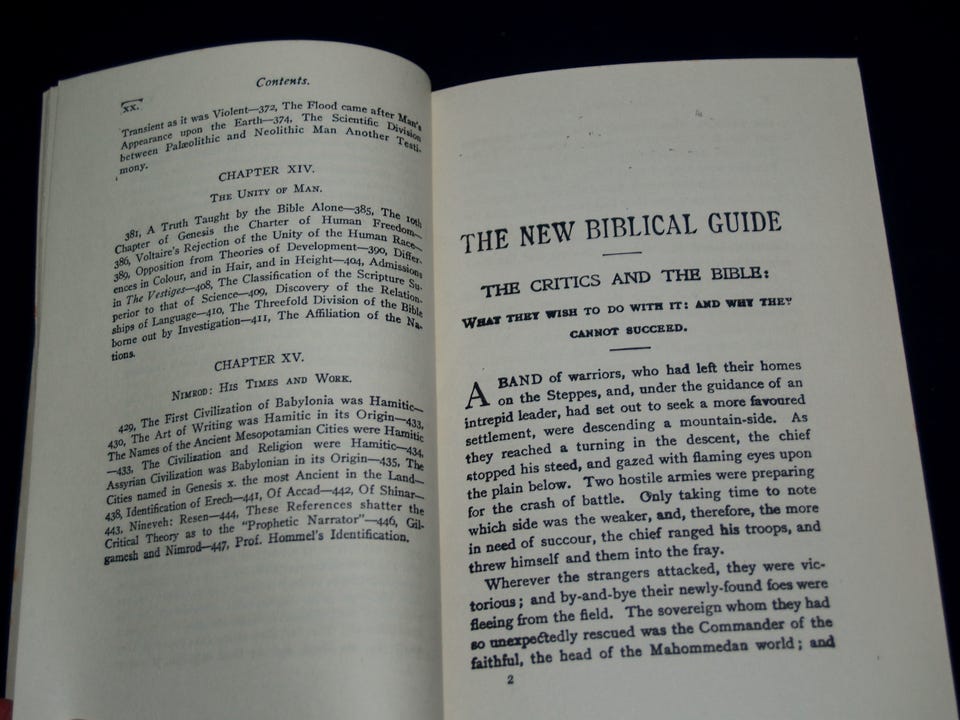 Contents.
xx.
Transient as it was Violent—372, The Flood came after Man's
Appearance upon the Earth—374, The Scientific Division
between Palæolithic and Neolithic Man Another Testi-
mony.
CHAPTER XIV.
The Unity of Man.
381, A Truth Taught by the Bible Alone—385, The 10th
Chapter of Genesis the Charter of Human Freedom—
386, Voltaire's Rejection of the Unity of the Human Race—
389, Opposition from Theories of Development—390, Differ-
ences in Colour, and in Hair, and in Height—404, Admissions
in The Vestiges—408, The Classification of the Scripture Su-
perior to that of Science—409, Discovery of the Relation-
ships of Language—410, The Threefold Division of the Bible
borne out by Investigation—411, The Affiliation of the Na-
tions.
CHAPTER XV.
Nimrod: His Times and Work.
429, The First Civilization of Babylonia was Hamitic—
430, The Art of Writing was Hamitic in its Origin—433,
The Names of the Ancient Mesopotamian Cities were Hamitic
—433, The Civilization and Religion were Hamitic—434,
Assyrian Civilization was Babylonian in its Origin—435, The
Cities named in Genesis x. the most Ancient in the Land—
438, Identification of Erech—441, Of Accad—442, Of Shinar—
443, Nineveh: Resen—444, These References shatter the
Critical Theory as to the "Prophetic Narrator"—446, Gil-
gamesh and Nimrod—447, Prof. Hommel's Identification.
THE NEW BIBLICAL GUIDE
THE CRITICS AND THE BIBLE:
What they wish to do with it: and why they
cannot succeed.
A BAND of warriors, who had left their homes
on the Steppes, and, under the guidance of an
intrepid leader, had set out to seek a more favoured
settlement, were descending a mountain-side. As
they reached a turning in the descent, the chief
stopped his steed, and gazed with flaming eyes upon
the plain below. Two hostile armies were preparing
for the crash of battle. Only taking time to note
which side was the weaker, and, therefore, the more
in need of succour, the chief ranged his troops, and
threw himself and them into the fray.
Wherever the strangers attacked, they were vic-
torious; and by-and-bye their newly-found foes were
fleeing from the field. The sovereign whom they had
so unexpectedly rescued was the Commander of the
faithful, the head of the Mahommedan world; and
2